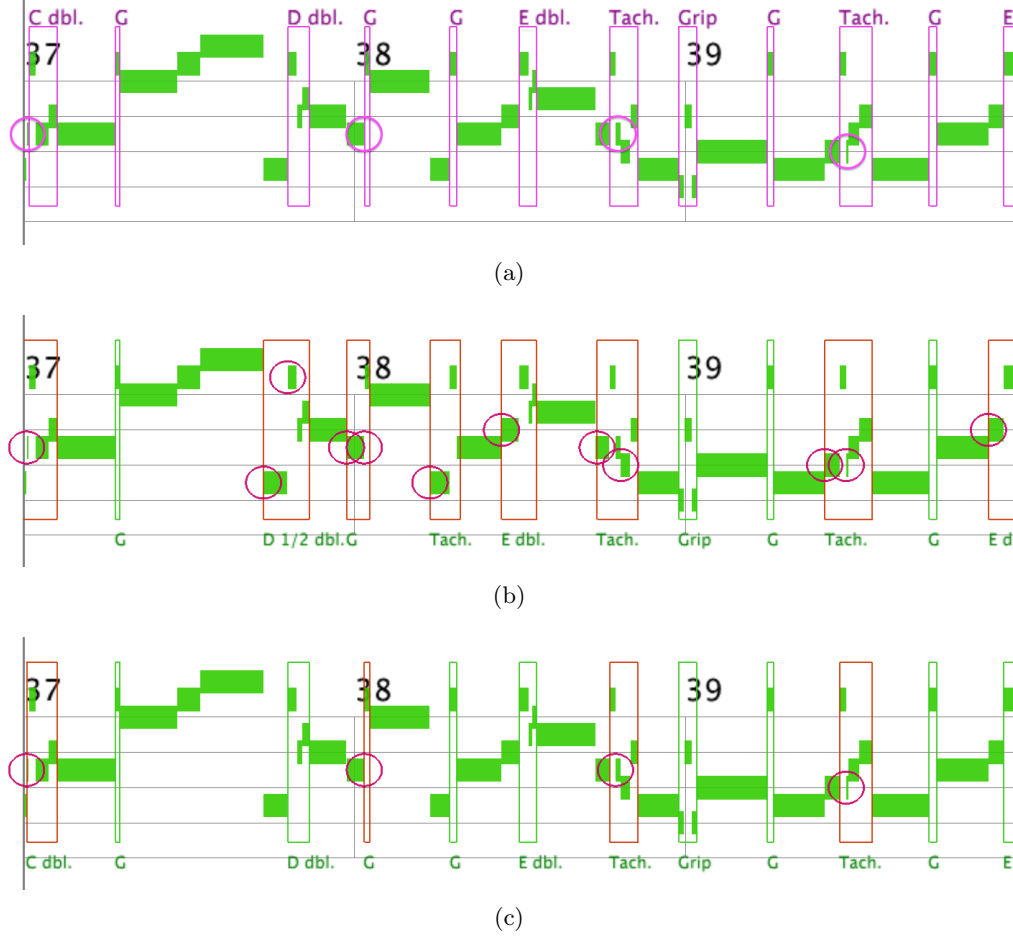 C dbl. G D dbl. G G E dbl. Tach. Grip G Tach. G E
37 38 39
(a)
37 38 39
G D 1/2 dbl. G Tach. E dbl. Tach. Grip G Tach. G E d
(b)
37 38 39
C dbl. G D dbl. G G E dbl. Tach. Grip G Tach. G E
(c)